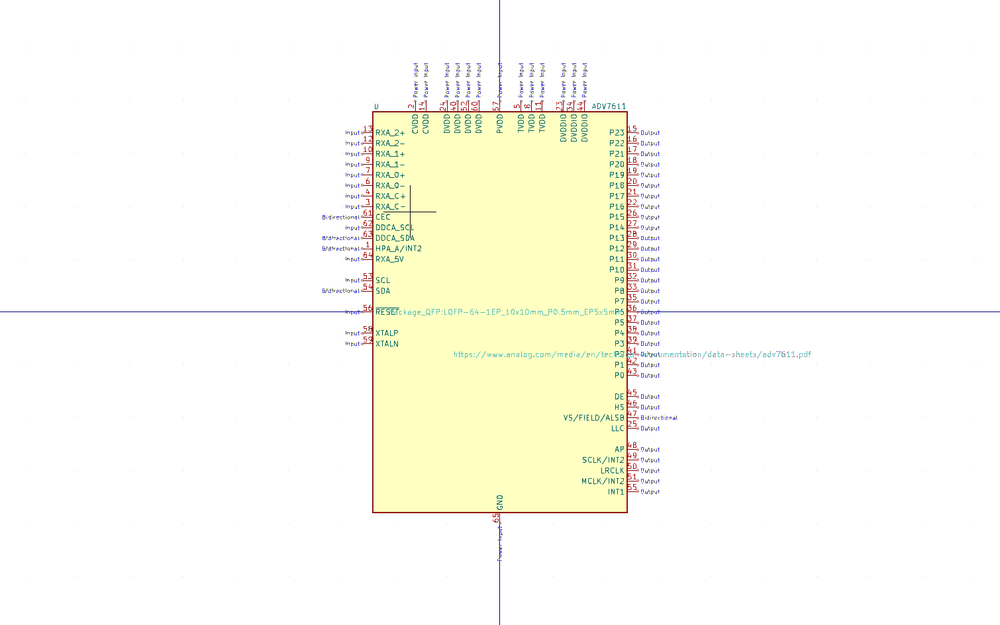 Power Input Power Input Power Input Power Input Power Input Power Input Power Input Power Input Power Input Power Input Power Input Power Input Power Input
2 14 24 40 52 60 57 5 8 11 23 34 44
U ADV7611
CVDD CVDD DVDD DVDD DVDD DVDD PVDD TVDD TVDD TVDD DVDDIO DVDDIO DVDDIO
Input 13 RXA_2+ P23 15 Output
Input 12 RXA_2- P22 16 Output
Input 10 RXA_1+ P21 17 Output
Input 9 RXA_1- P20 18 Output
Input 7 RXA_0+ P19 19 Output
Input 6 RXA_0- P18 20 Output
Input 4 RXA_C+ P17 21 Output
Input 3 RXA_C- P16 22 Output
Bidirectional 61 CEC P15 26 Output
Input 62 DDCA_SCL P14 27 Output
Bidirectional 63 DDCA_SDA P13 28 Output
Bidirectional 1 HPA_A/INT2 P12 29 Output
Input 64 RXA_5V P11 30 Output
P10 31 Output
Input 53 SCL P9 32 Output
Bidirectional 54 SDA P8 33 Output
P7 35 Output
Input 56 RESET Package_QFP:LQFP-64-1EP_10x10mm_P0.5mm_EP5x5mm P6 36 Output
P5 37 Output
Input 58 XTALP P4 38 Output
Input 59 XTALN P3 39 Output
https://www.analog.com/media/en/technical-documentation/data-sheets/adv7611.pdf P2 41 Output
P1 42 Output
P0 43 Output
DE 45 Output
HS 46 Output
VS/FIELD/ALSB 47 Bidirectional
LLC 25 Output
AP 48 Output
SCLK/INT2 49 Output
LRCLK 50 Output
MCLK/INT2 51 Output
INT1 55 Output
GND
65
Power Input